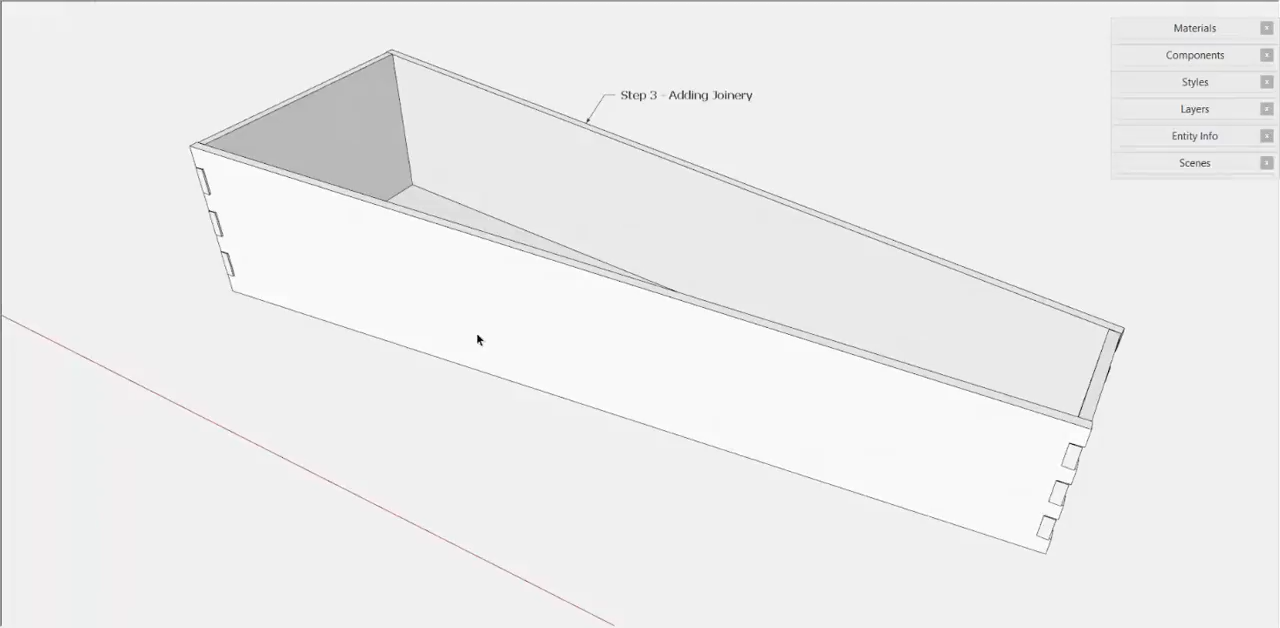 Step 3 - Adding Joinery
Materials
Components
Styles
Layers
Entity Info
Scenes